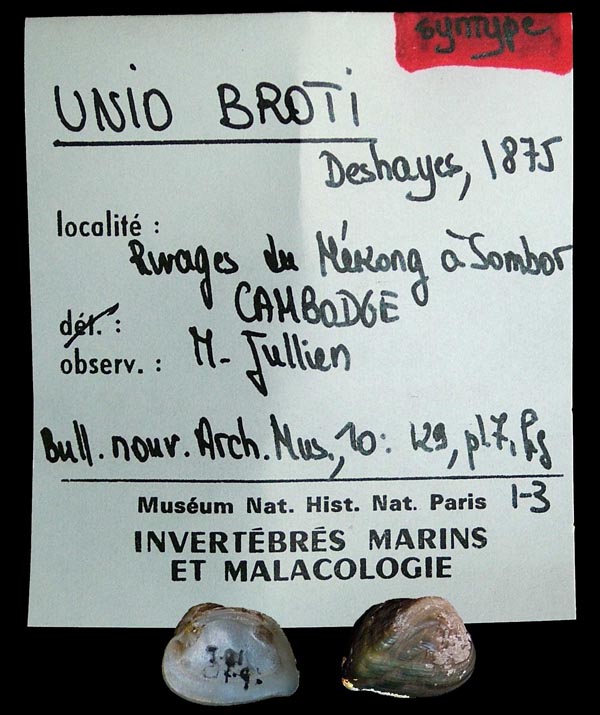 syntype
UNIO BROTI
Deshayes, 1875
localité :
Rivages du Mékong à Sombor
CAMBODGE
dét. :
observ. : M. Jullien
Bull. nouv. Arch. Mus., 10: 129, pl 7, fig
1-3
Muséum Nat. Hist. Nat. Paris
INVERTÉBRÉS MARINS
ET MALACOLOGIE